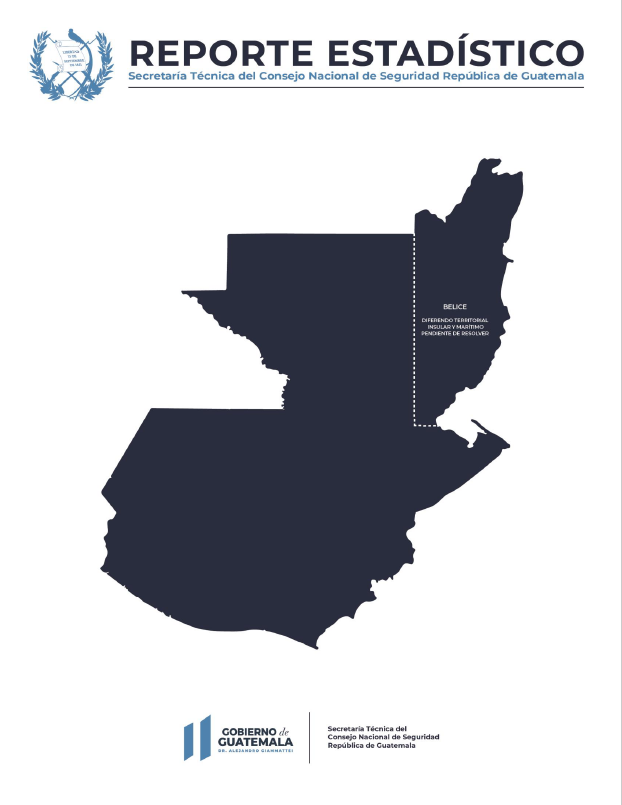 LIBERTAD
15 DE
SEPTIEMBRE
DE 1821
REPORTE ESTADÍSTICO
Secretaría Técnica del Consejo Nacional de Seguridad República de Guatemala
BELICE
DIFERENDO TERRITORIAL
INSULAR Y MARÍTIMO
PENDIENTE DE RESOLVER
GOBIERNO de
GUATEMALA
DR. ALEJANDRO GIAMMATTEI
Secretaría Técnica del
Consejo Nacional de Seguridad
República de Guatemala